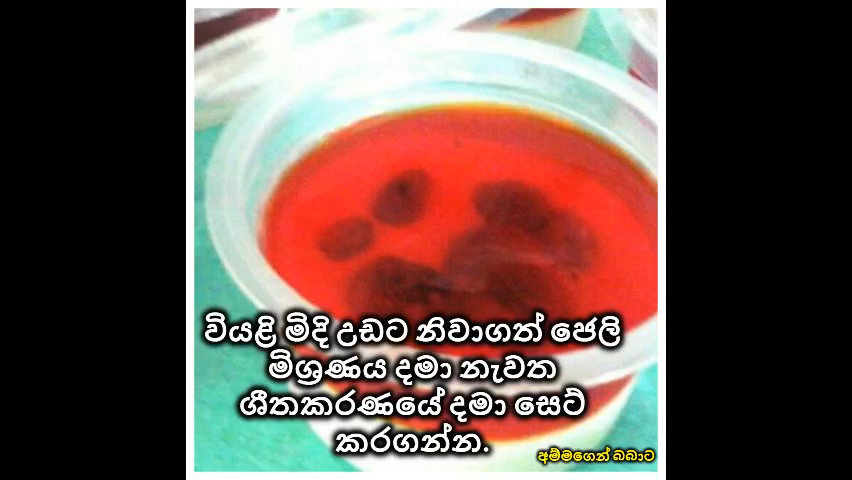 වියළි මිදි උඩට නිවාගත් ජෙලි
මිශ්‍රණය දමා නැවත
ශීතකරණයේ දමා සෙට්
කරගන්න.
අම්මගෙන් බබාට